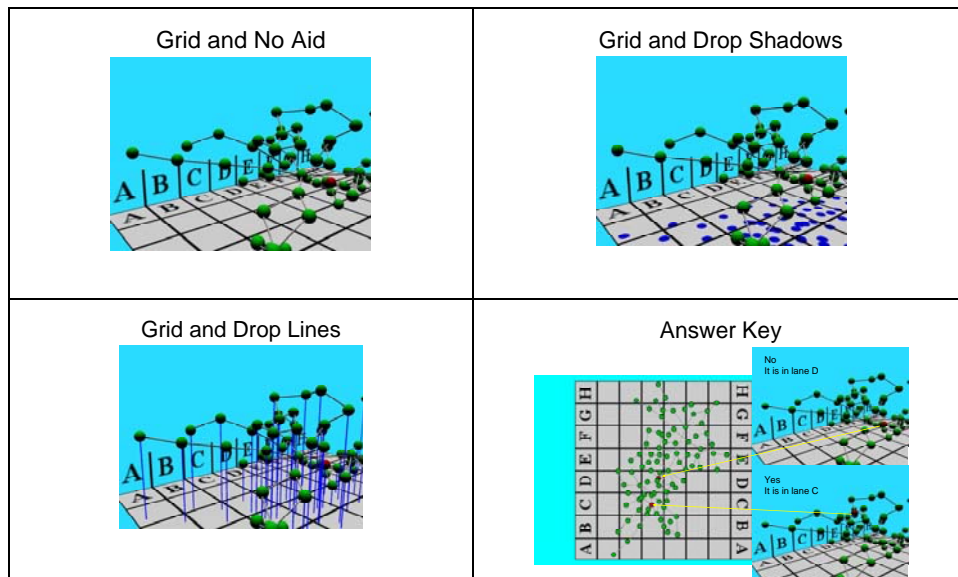 Grid and No Aid
A B C D E F H
A B C D E
Grid and Drop Shadows
A B C D E H
A B C D E
Grid and Drop Lines
A B C D E
A B C D E
Answer Key
No
It is in lane D
A B C D E
Yes
It is in lane C
A B C D E
H H
G G
F F
E E
D D
C C
B B
A A